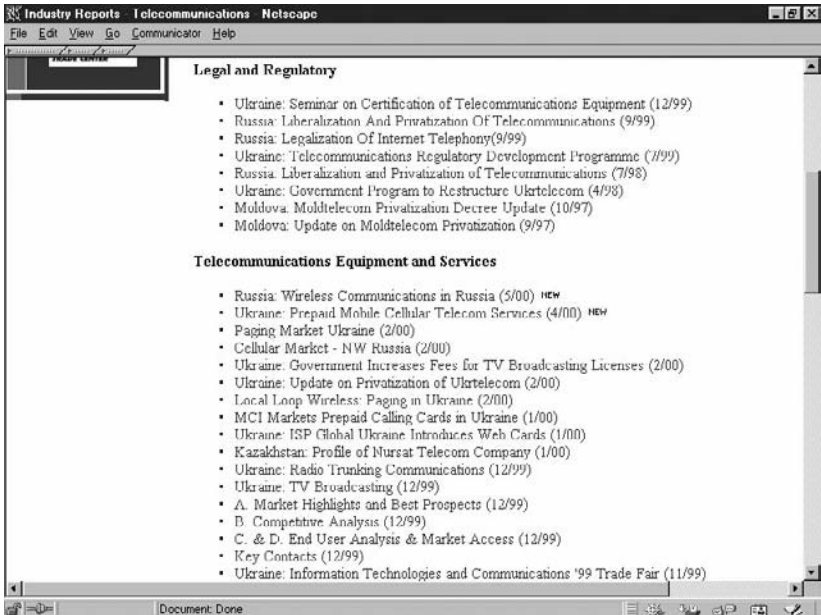 Industry Reports - Telecommunications - Netscape
File Edit View Go Communicator Help
TRADE CENTER
Legal and Regulatory
Ukraine: Seminar on Certification of Telecommunications Equipment (12/99)
Russia: Liberalization And Privatization Of Telecommunications (9/99)
Russia: Legalization Of Internet Telephony(9/99)
Ukraine: Telecommunications Regulatory Development Programme (7/99)
Russia: Liberalization and Privatization of Telecommunications (7/98)
Ukraine: Government Program to Restructure Ukrtelecom (4/98)
Moldova: Moldtelecom Privatization Decree Update (10/97)
Moldova: Update on Moldtelecom Privatization (9/97)
Telecommunications Equipment and Services
Russia: Wireless Communications in Russia (5/00) NEW
Ukraine: Prepaid Mobile Cellular Telecom Services (4/00) NEW
Paging Market Ukraine (2/00)
Cellular Market - NW Russia (2/00)
Ukraine: Government Increases Fees for TV Broadcasting Licenses (2/00)
Ukraine: Update on Privatization of Ukrtelecom (2/00)
Local Loop Wireless: Paging in Ukraine (2/00)
MCI Markets Prepaid Calling Cards in Ukraine (1/00)
Ukraine: ISP Global Ukraine Introduces Web Cards (1/00)
Kazakhstan: Profile of Nursat Telecom Company (1/00)
Ukraine: Radio Trunking Communications (12/99)
Ukraine: TV Broadcasting (12/99)
A. Market Highlights and Best Prospects (12/99)
B. Competitive Analysis (12/99)
C. & D. End User Analysis & Market Access (12/99)
Key Contacts (12/99)
Ukraine: Information Technologies and Communications '99 Trade Fair (11/99)
Document: Done